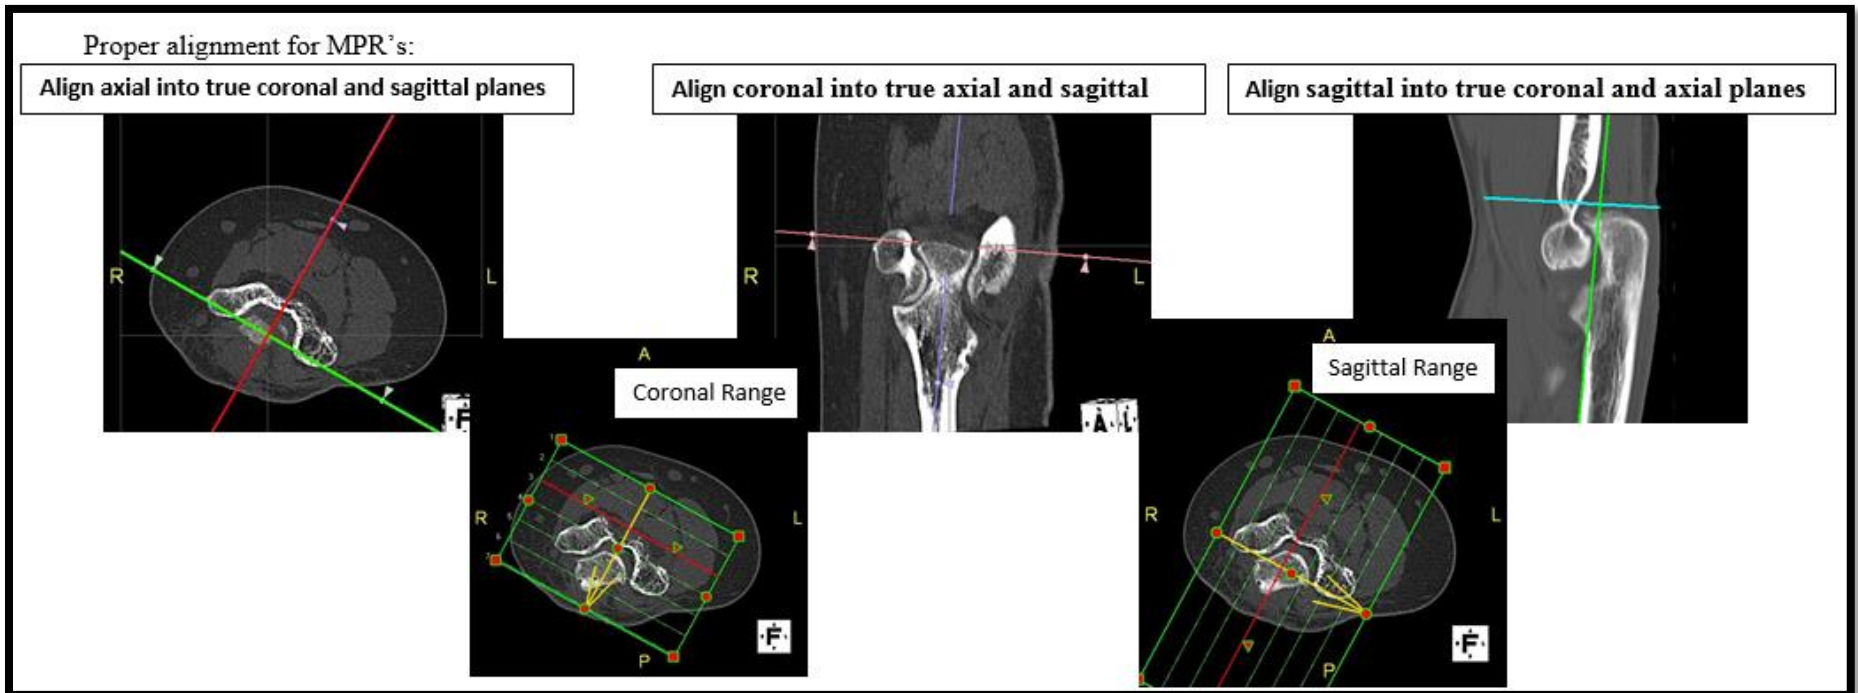 Proper alignment for MPR's:
Align axial into true coronal and sagittal planes
Align coronal into true axial and sagittal
Align sagittal into true coronal and axial planes
R
L
F
R
L
A
L
A
Coronal Range
R
L
P
F
A
Sagittal Range
R
L
P
F